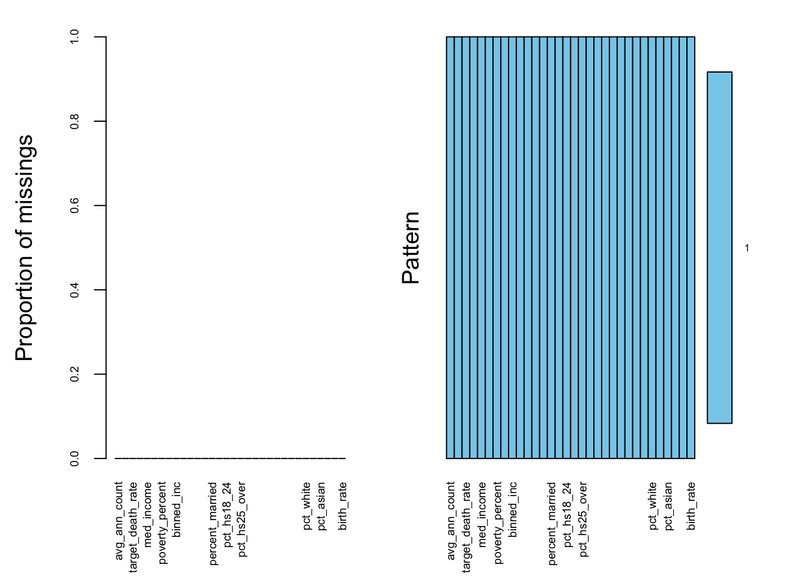 Proportion of missings
1.0
0.8
0.6
0.4
0.2
0.0
avg_ann_count
target_death_rate
med_income
poverty_percent
binned_inc
percent_married
pct_hs18_24
pct_hs25_over
pct_white
pct_asian
birth_rate
Pattern
avg_ann_count
target_death_rate
med_income
poverty_percent
binned_inc
percent_married
pct_hs18_24
pct_hs25_over
pct_white
pct_asian
birth_rate
1